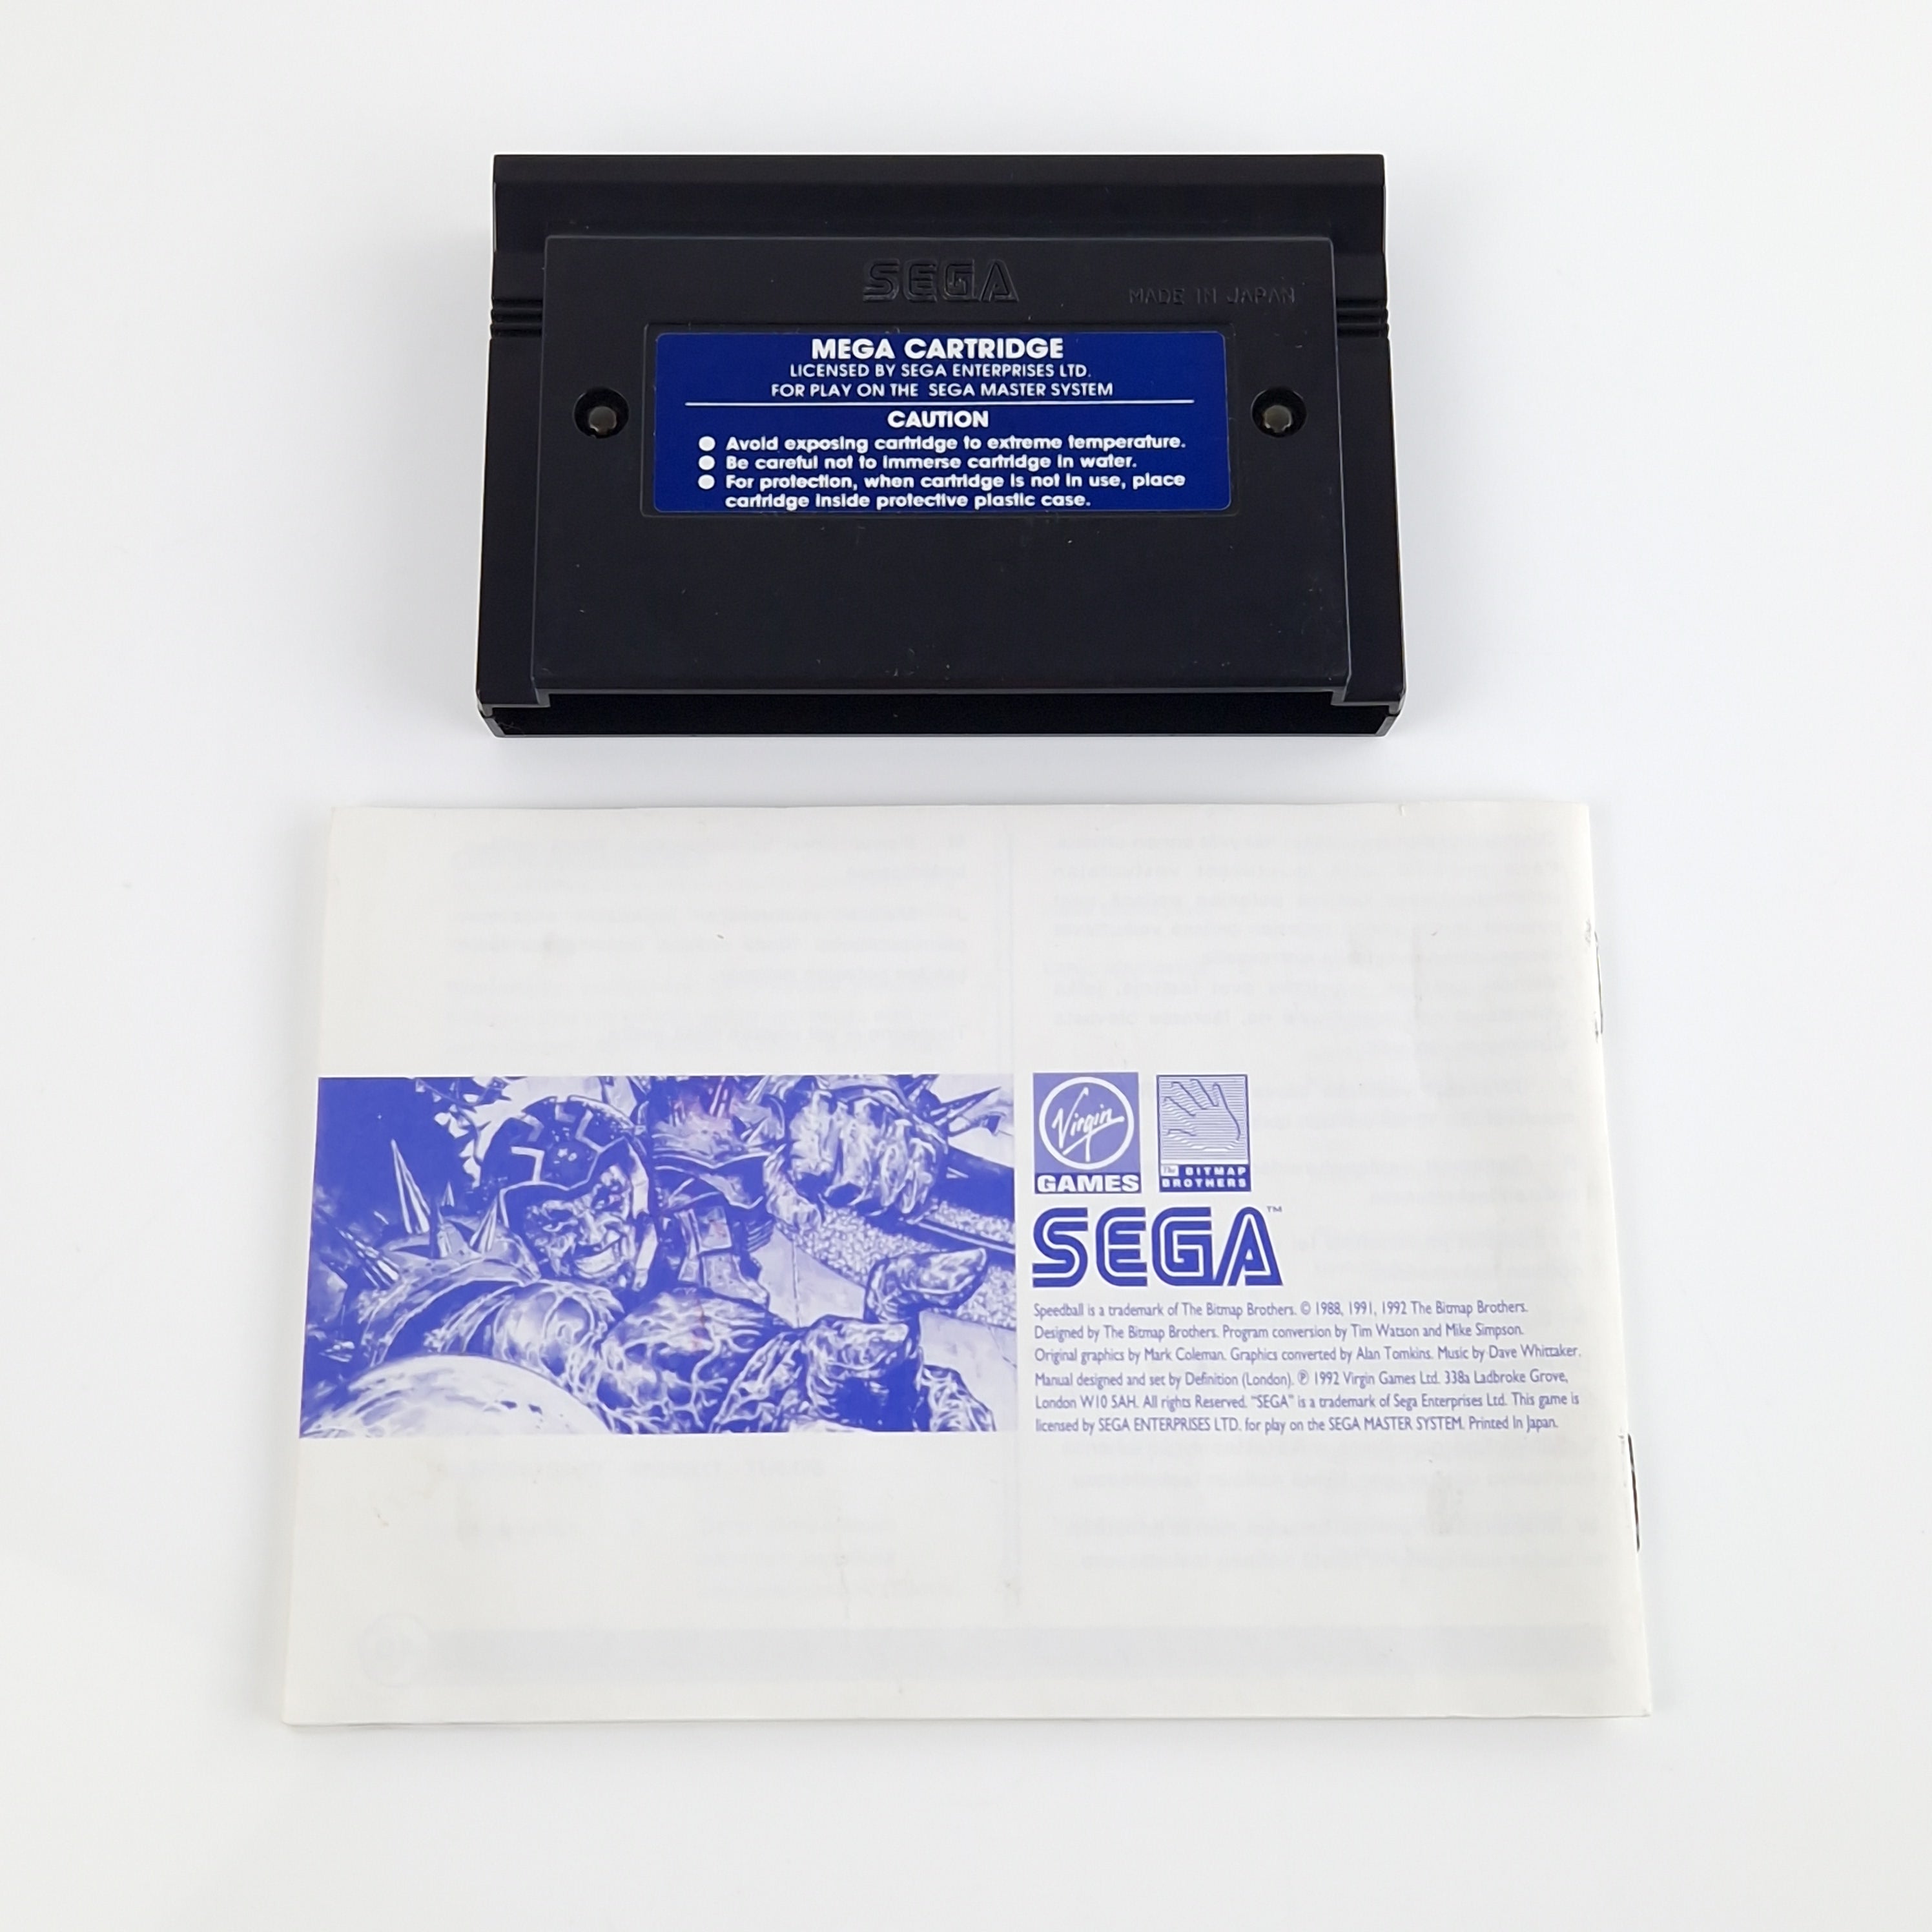 SEGA
MADE IN JAPAN
MEGA CARTRIDGE
LICENSED BY SEGA ENTERPRISES LTD.
FOR PLAY ON THE SEGA MASTER SYSTEM
CAUTION
● Avoid exposing cartridge to extreme temperature.
● Be careful not to immerse cartridge in water.
● For protection, when cartridge is not in use, place
cartridge inside protective plastic case.
Virgin
GAMES
The BITMAP
BROTHERS
SEGA™
Speedball is a trademark of The Bitmap Brothers. © 1988, 1991, 1992 The Bitmap Brothers.
Designed by The Bitmap Brothers. Program conversion by Tim Watson and Mike Simpson.
Original graphics by Mark Coleman. Graphics converted by Alan Tomkins. Music by Dave Whittaker.
Manual designed and set by Definition (London). ℗ 1992 Virgin Games Ltd. 338a Ladbroke Grove,
London W10 5AH. All rights Reserved. "SEGA" is a trademark of Sega Enterprises Ltd. This game is
licensed by SEGA ENTERPRISES LTD. for play on the SEGA MASTER SYSTEM. Printed In Japan.